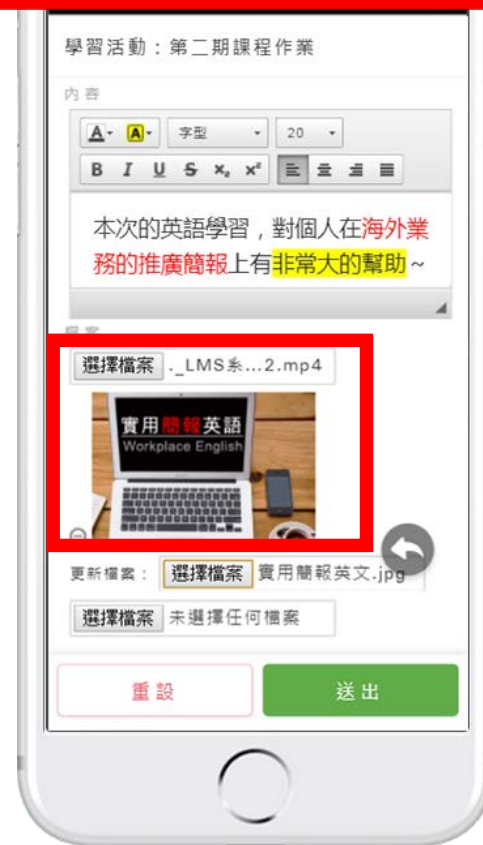 學習活動：第二期課程作業
內容
A A 字型 20
B I U S x₂ x²
本次的英語學習，對個人在海外業
務的推廣簡報上有非常大的幫助～
檔案
選擇檔案 ._LMS系...2.mp4
實用簡報英語
Workplace English
更新檔案： 選擇檔案 實用簡報英文.jpg
選擇檔案 未選擇任何檔案
重設 送出